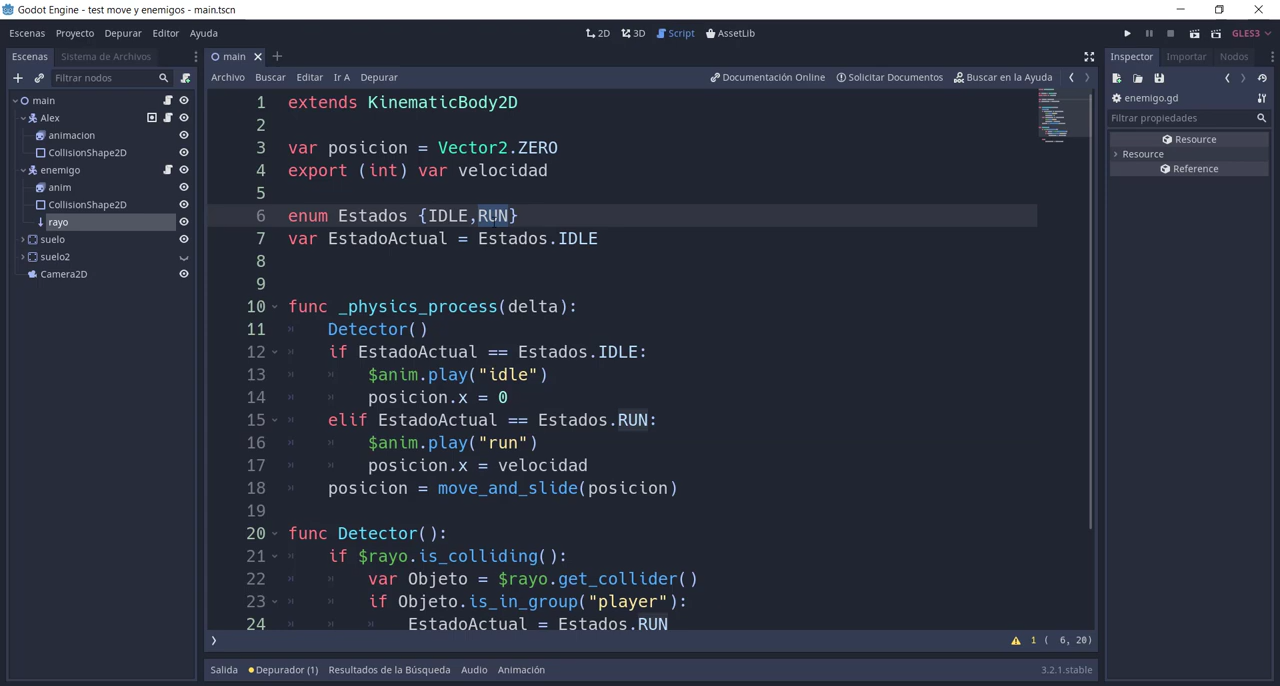 Godot Engine - test move y enemigos - main.tscn
Escenas Proyecto Depurar Editor Ayuda
2D 3D Script AssetLib
GLES3
Escenas Sistema de Archivos
Filtrar nodos
main
Alex
animacion
CollisionShape2D
enemigo
anim
CollisionShape2D
rayo
suelo
suelo2
Camera2D
main
Archivo Buscar Editar Ir A Depurar
Documentación Online Solicitar Documentos Buscar en la Ayuda
1 extends KinematicBody2D
2
3 var posicion = Vector2.ZERO
4 export (int) var velocidad
5
6 enum Estados {IDLE,RUN}
7 var EstadoActual = Estados.IDLE
8
9
10 func _physics_process(delta):
11 Detector()
12 if EstadoActual == Estados.IDLE:
13 $anim.play("idle")
14 posicion.x = 0
15 elif EstadoActual == Estados.RUN:
16 $anim.play("run")
17 posicion.x = velocidad
18 posicion = move_and_slide(posicion)
19
20 func Detector():
21 if $rayo.is_colliding():
22 var Objeto = $rayo.get_collider()
23 if Objeto.is_in_group("player"):
24 EstadoActual = Estados.RUN
1 ( 6, 20)
Salida Depurador (1) Resultados de la Búsqueda Audio Animación
3.2.1.stable
Inspector Importar Nodos
enemigo.gd
Filtrar propiedades
Resource
Resource
Reference